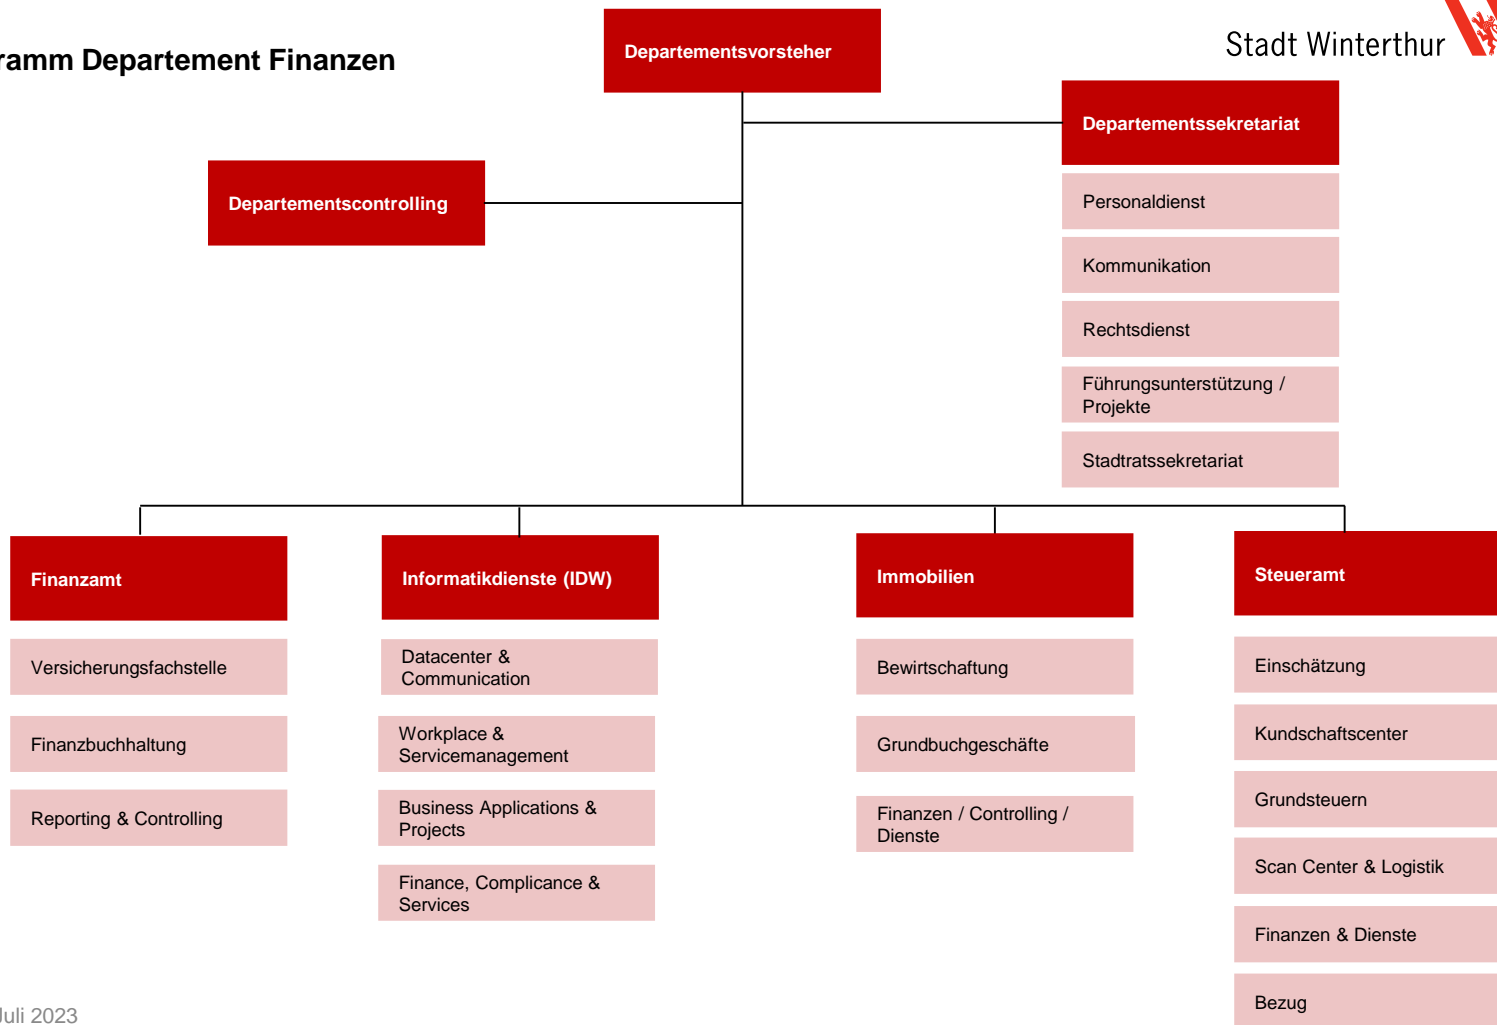 ramm Departement Finanzen
Departementsvorsteher
Stadt Winterthur
Departementssekretariat
Departementscontrolling
Personaldienst
Kommunikation
Rechtsdienst
Führungsunterstützung /
Projekte
Stadtratssekretariat
Finanzamt
Versicherungsfachstelle
Finanzbuchhaltung
Reporting & Controlling
Informatikdienste (IDW)
Datacenter &
Communication
Workplace &
Servicemanagement
Business Applications &
Projects
Finance, Complicance &
Services
Immobilien
Bewirtschaftung
Grundbuchgeschäfte
Finanzen / Controlling /
Dienste
Steueramt
Einschätzung
Kundschaftscenter
Grundsteuern
Scan Center & Logistik
Finanzen & Dienste
Bezug
Juli 2023